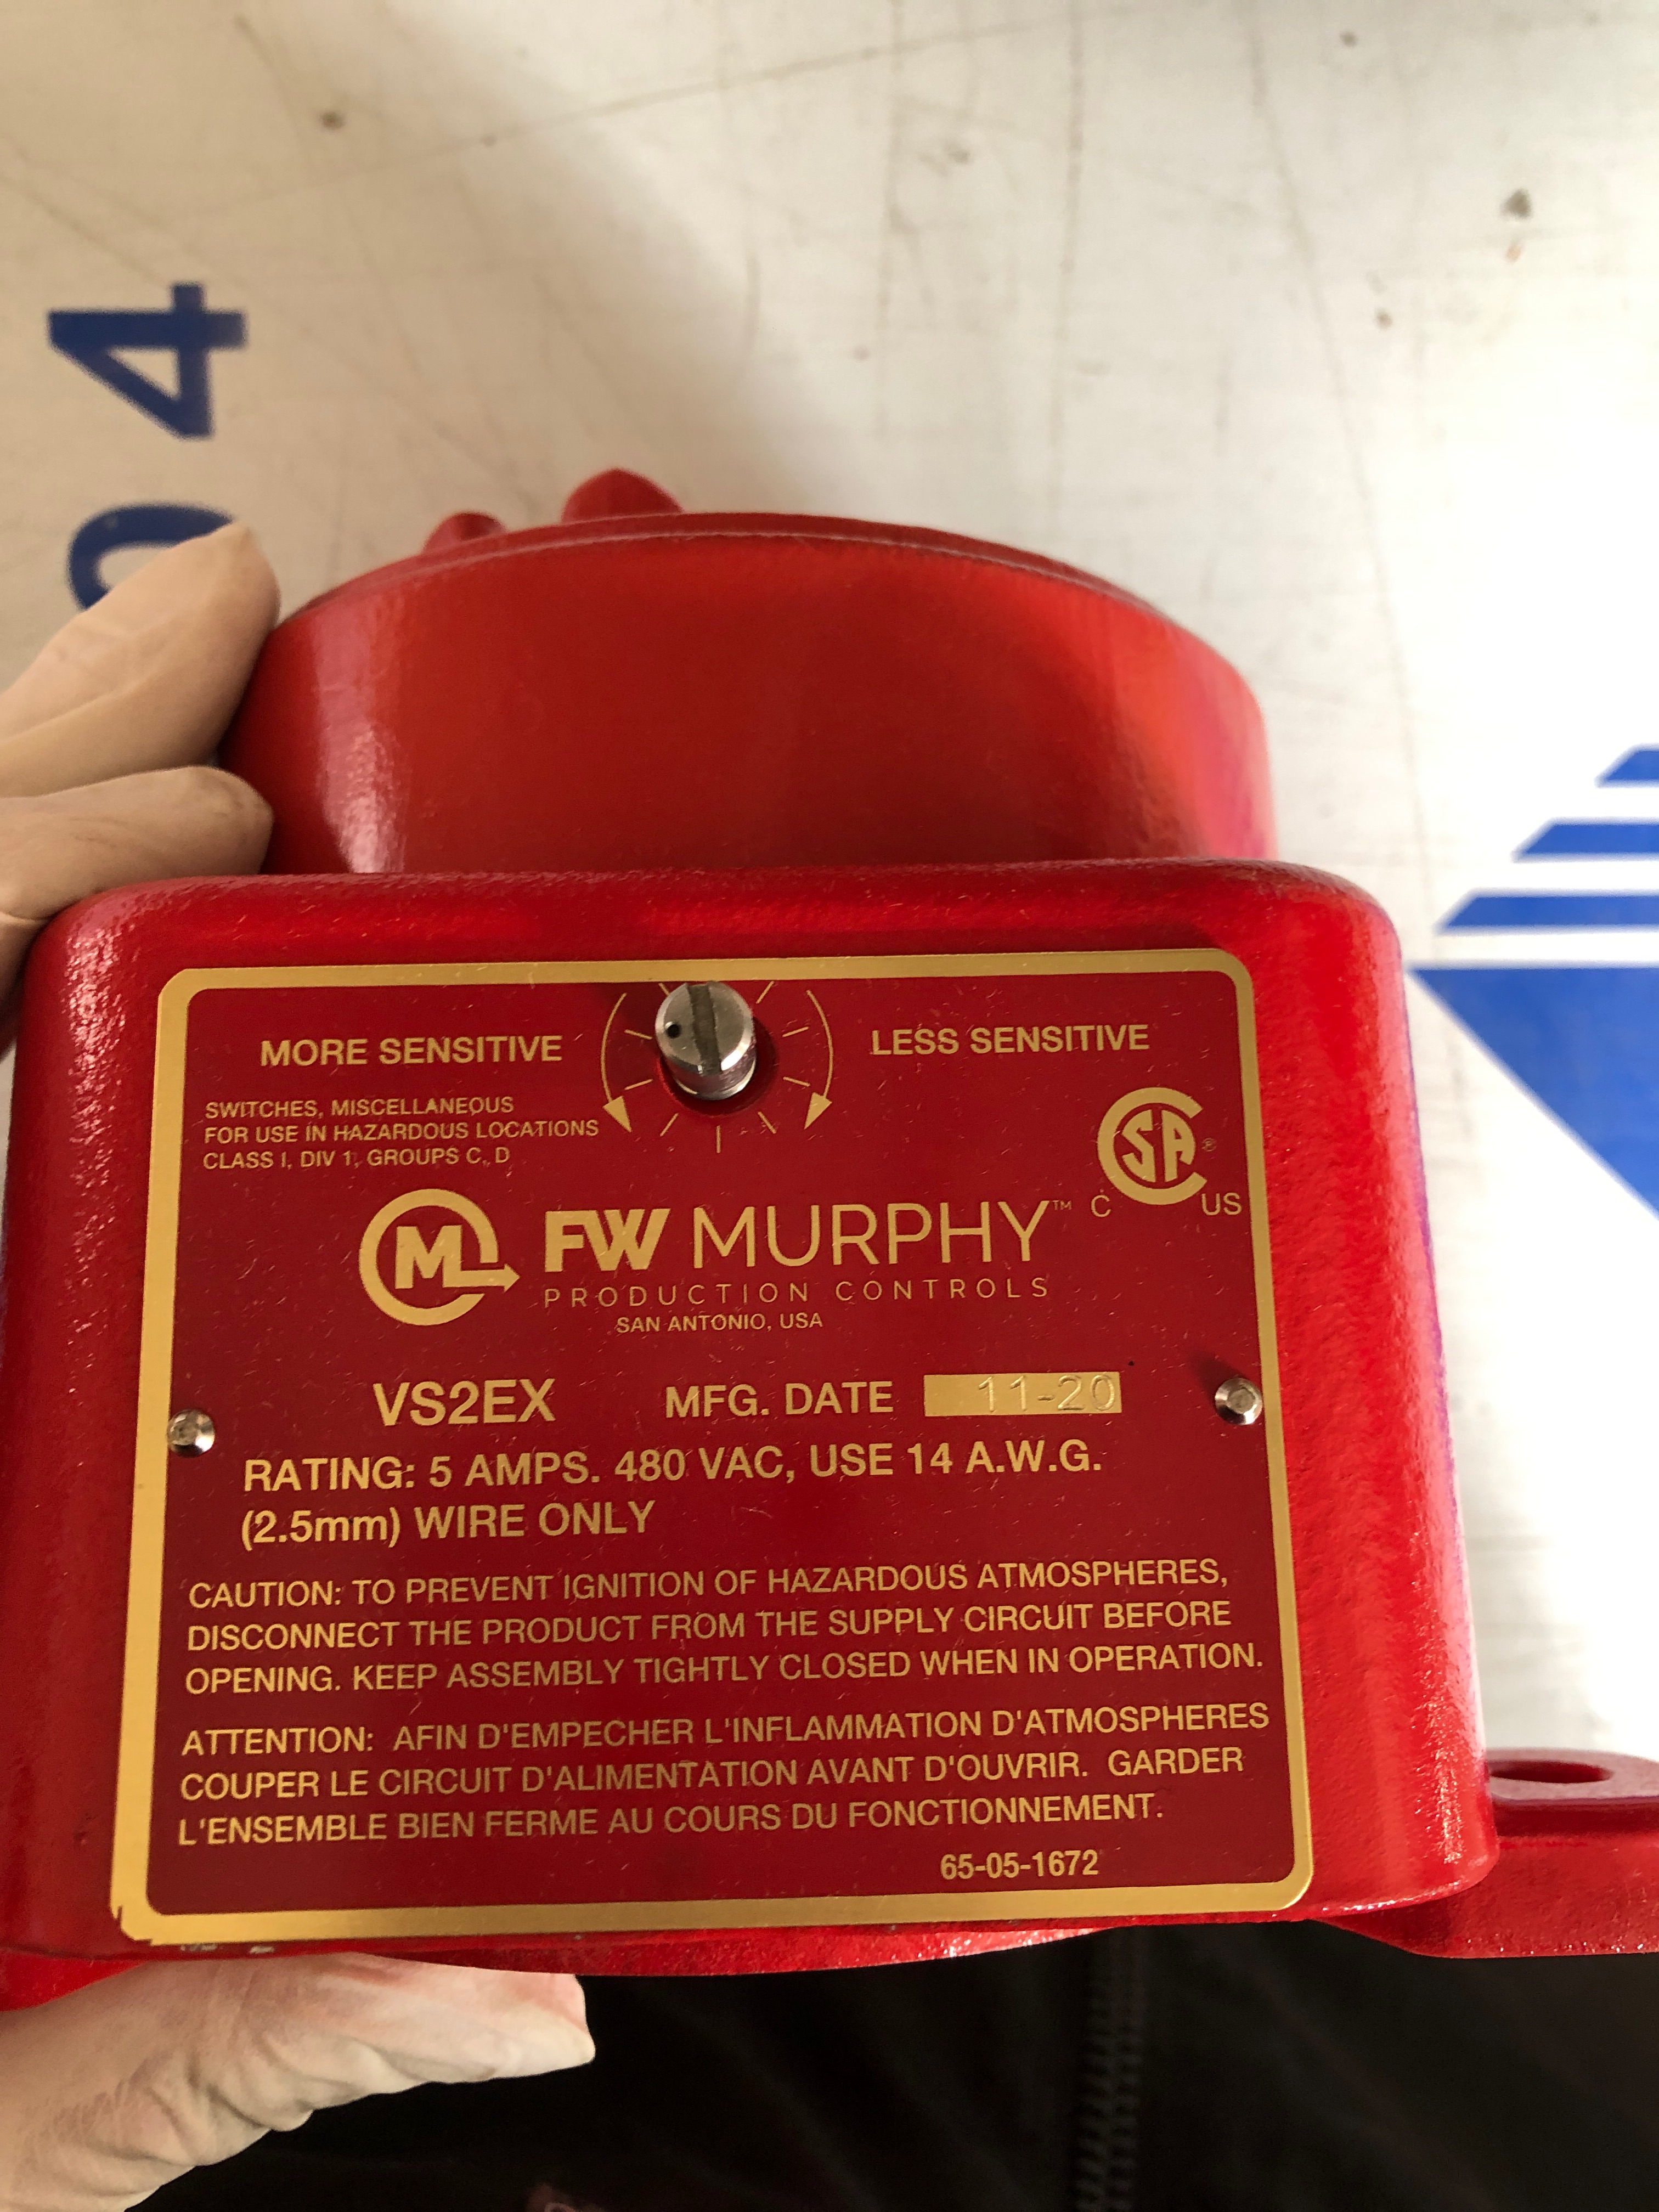 04
MORE SENSITIVE
LESS SENSITIVE
SWITCHES, MISCELLANEOUS
FOR USE IN HAZARDOUS LOCATIONS
CLASS I, DIV 1, GROUPS C, D
SA ®
C US
M FW MURPHY™
PRODUCTION CONTROLS
SAN ANTONIO, USA
VS2EX MFG. DATE 11-20
RATING: 5 AMPS. 480 VAC, USE 14 A.W.G.
(2.5mm) WIRE ONLY
CAUTION: TO PREVENT IGNITION OF HAZARDOUS ATMOSPHERES,
DISCONNECT THE PRODUCT FROM THE SUPPLY CIRCUIT BEFORE
OPENING. KEEP ASSEMBLY TIGHTLY CLOSED WHEN IN OPERATION.
ATTENTION: AFIN D'EMPECHER L'INFLAMMATION D'ATMOSPHERES
COUPER LE CIRCUIT D'ALIMENTATION AVANT D'OUVRIR. GARDER
L'ENSEMBLE BIEN FERME AU COURS DU FONCTIONNEMENT.
65-05-1672